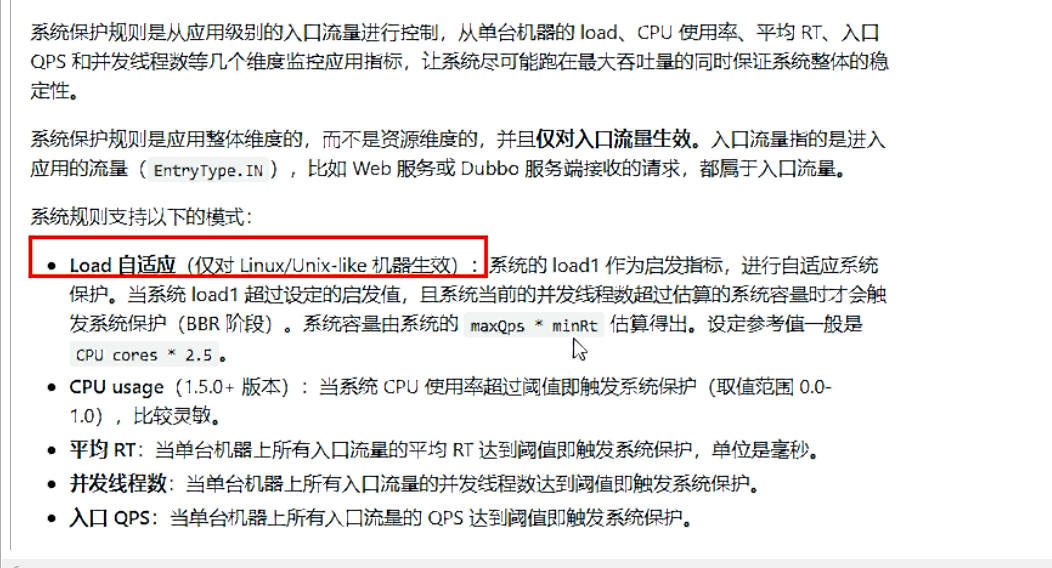 系统保护规则是从应用级别的入口流量进行控制，从单台机器的 load、CPU 使用率、平均 RT、入口
QPS 和并发线程数等几个维度监控应用指标，让系统尽可能跑在最大吞吐量的同时保证系统整体的稳
定性。
系统保护规则是应用整体维度的，而不是资源维度的，并且仅对入口流量生效。入口流量指的是进入
应用的流量（EntryType.IN），比如 Web 服务或 Dubbo 服务端接收的请求，都属于入口流量。
系统规则支持以下的模式：
• Load 自适应（仅对 Linux/Unix-like 机器生效）：系统的 load1 作为启发指标，进行自适应系统
保护。当系统 load1 超过设定的启发值，且系统当前的并发线程数超过估算的系统容量时才会触
发系统保护（BBR 阶段）。系统容量由系统的 maxQps * minRt 估算得出。设定参考值一般是
CPU cores * 2.5。
• CPU usage（1.5.0+ 版本）：当系统 CPU 使用率超过阈值即触发系统保护（取值范围 0.0-
1.0），比较灵敏。
• 平均 RT：当单台机器上所有入口流量的平均 RT 达到阈值即触发系统保护，单位是毫秒。
• 并发线程数：当单台机器上所有入口流量的并发线程数达到阈值即触发系统保护。
• 入口 QPS：当单台机器上所有入口流量的 QPS 达到阈值即触发系统保护。